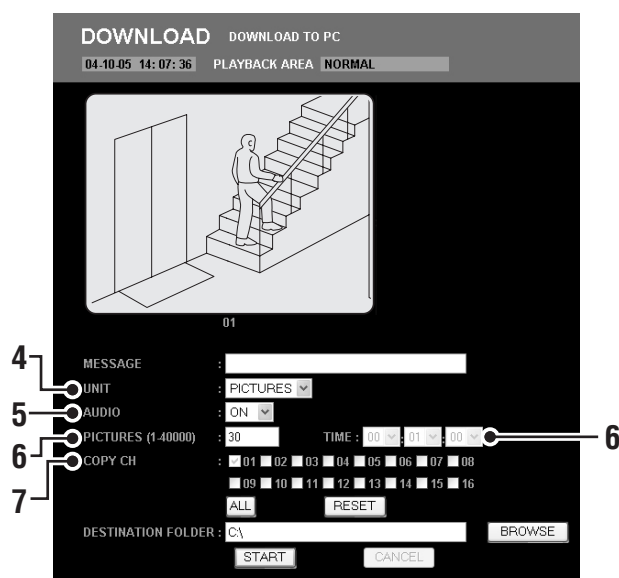 DOWNLOAD DOWNLOAD TO PC
04-10-05 14:07:36 PLAYBACK AREA NORMAL
01
MESSAGE :
4 UNIT : PICTURES
5 AUDIO : ON
6 PICTURES (1-40000) : 30 TIME : 00 : 01 : 00 6
7 COPY CH : 01 02 03 04 05 06 07 08
09 10 11 12 13 14 15 16
ALL RESET
DESTINATION FOLDER : C:\ BROWSE
START CANCEL